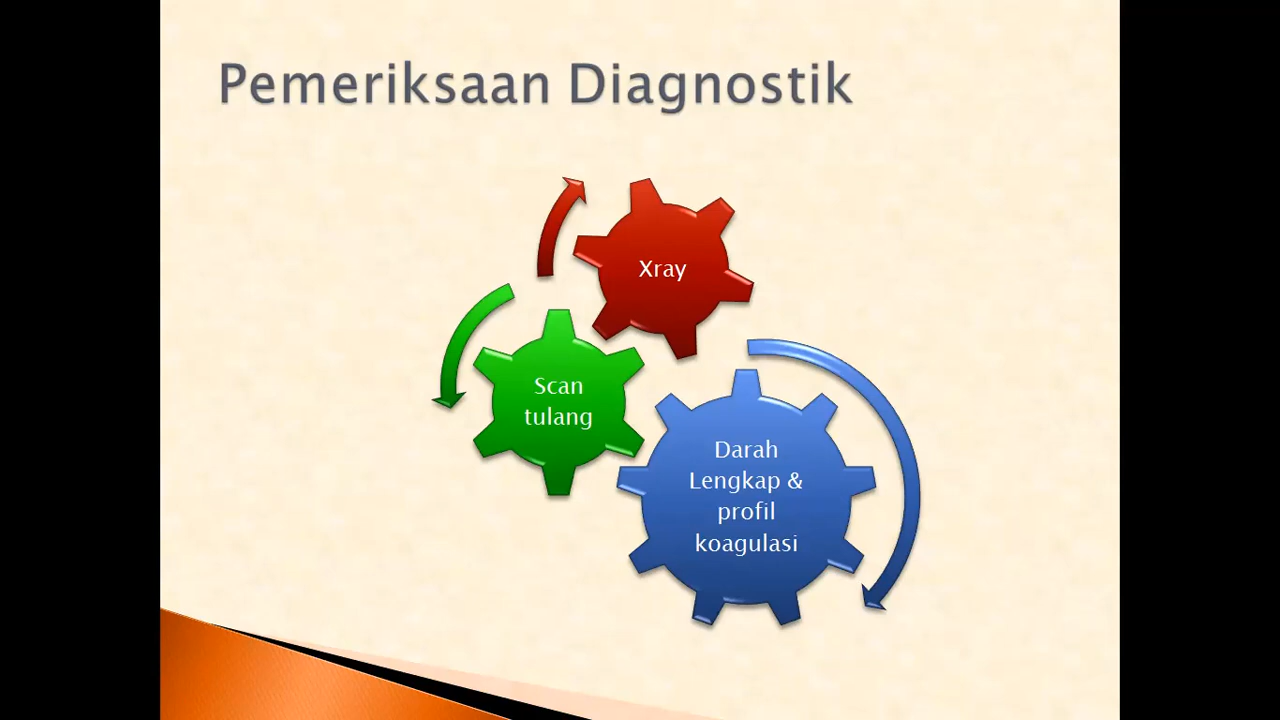 Pemeriksaan Diagnostik
Xray
Scan
tulang
Darah
Lengkap &
profil
koagulasi